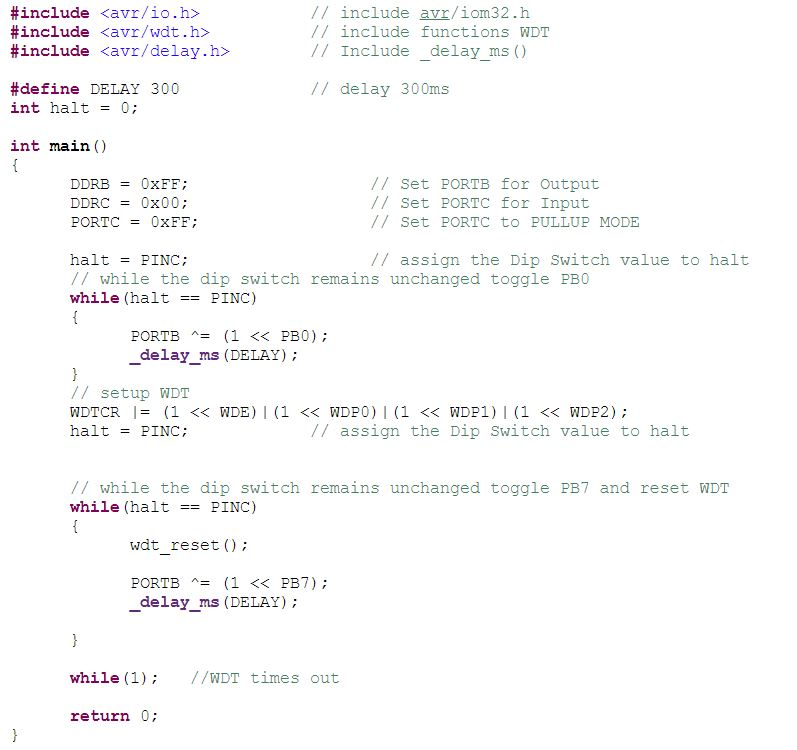 #include <avr/io.h> // include avr/iom32.h
#include <avr/wdt.h> // include functions WDT
#include <avr/delay.h> // Include _delay_ms()
#define DELAY 300 // delay 300ms
int halt = 0;
int main()
{
DDRB = 0xFF; // Set PORTB for Output
DDRC = 0x00; // Set PORTC for Input
PORTC = 0xFF; // Set PORTC to PULLUP MODE
halt = PINC; // assign the Dip Switch value to halt
// while the dip switch remains unchanged toggle PB0
while(halt == PINC)
{
PORTB ^= (1 << PB0);
_delay_ms(DELAY);
}
// setup WDT
WDTCR |= (1 << WDE)|(1 << WDP0)|(1 << WDP1)|(1 << WDP2);
halt = PINC; // assign the Dip Switch value to halt
// while the dip switch remains unchanged toggle PB7 and reset WDT
while(halt == PINC)
{
wdt_reset();
PORTB ^= (1 << PB7);
_delay_ms(DELAY);
}
while(1); //WDT times out
return 0;
}